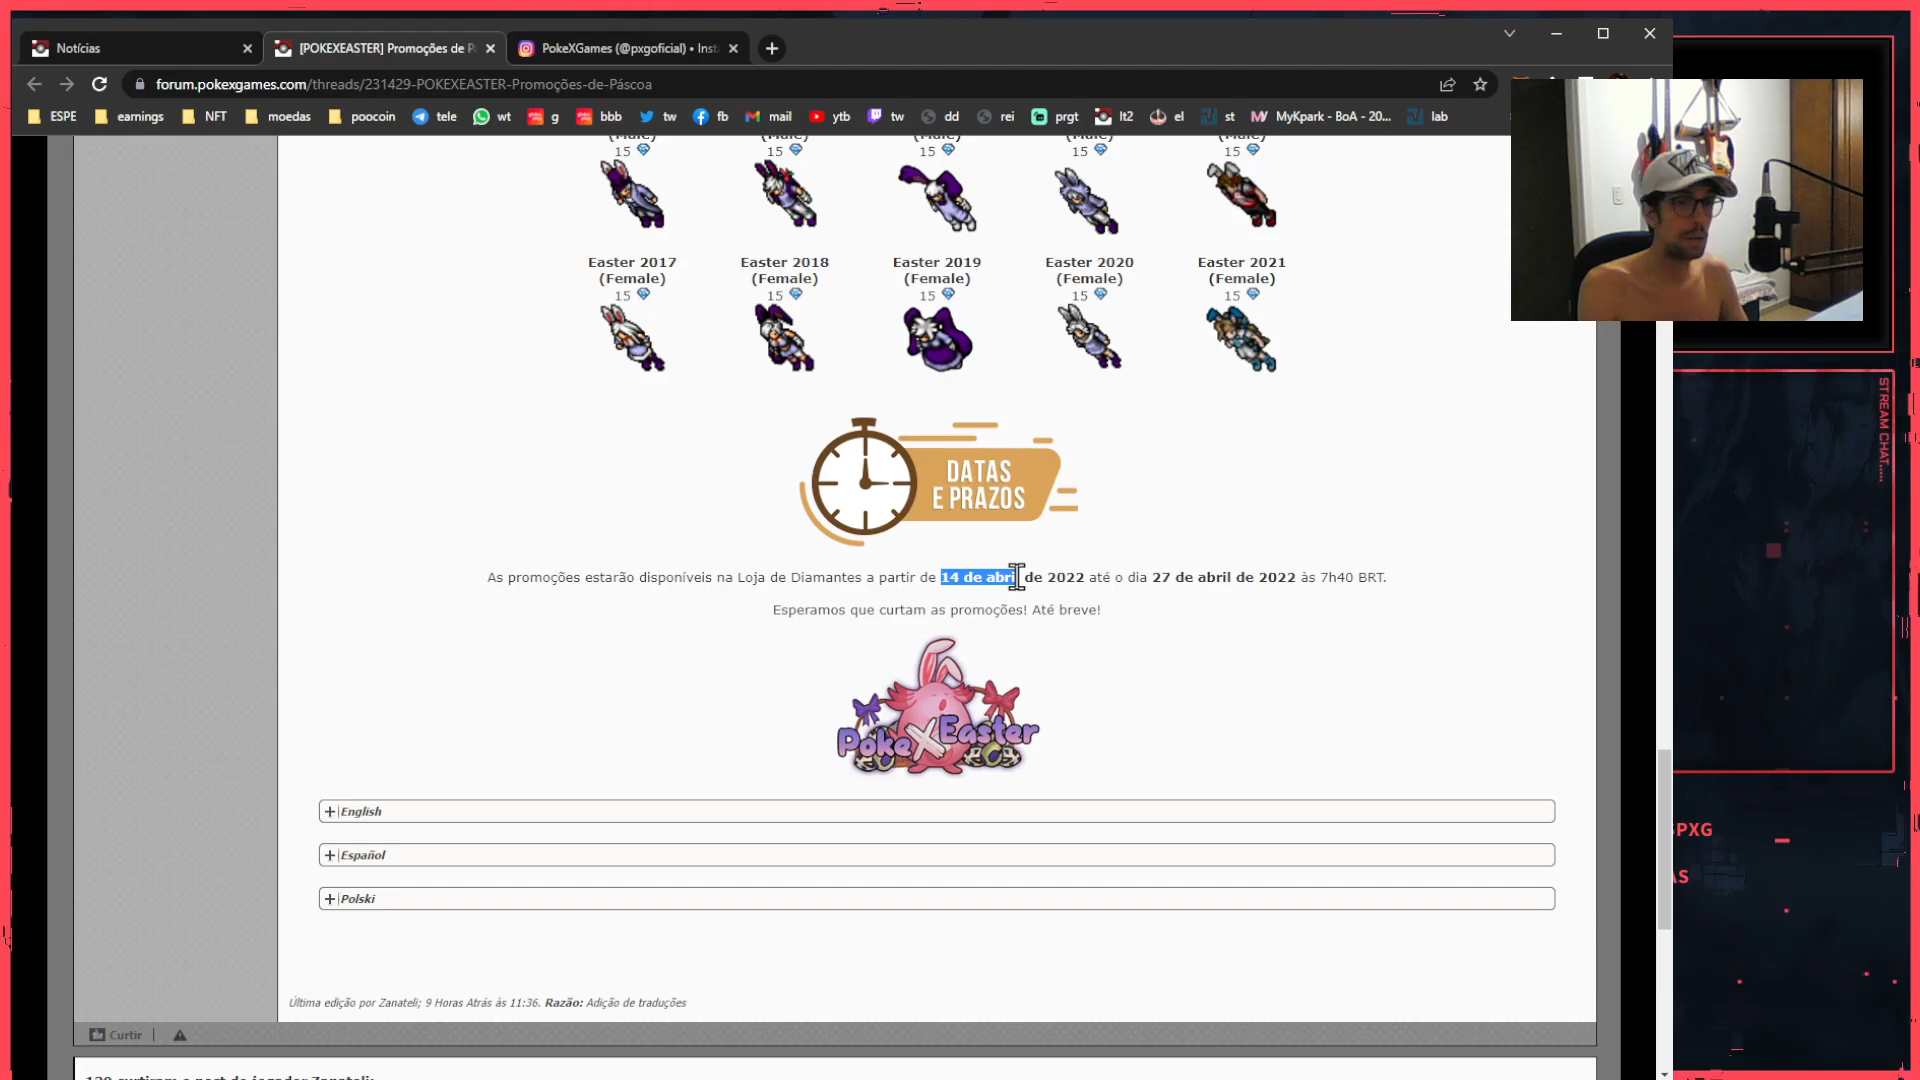 Notícias
[POKEXEASTER] Promoções de P
PokeXGames (@pxgoficial) • Inst
forum.pokexgames.com/threads/231429-POKEXEASTER-Promoções-de-Páscoa
ESPE
earnings
NFT
moedas
poocoin
tele
wt
g
bbb
tw
fb
mail
ytb
tw
dd
rei
prgt
lt2
el
st
MyKpark - BoA - 20...
lab
15 15 15 15 15
Easter 2017 (Female) 15
Easter 2018 (Female) 15
Easter 2019 (Female) 15
Easter 2020 (Female) 15
Easter 2021 (Female) 15
DATAS
E PRAZOS
As promoções estarão disponíveis na Loja de Diamantes a partir de 14 de abril de 2022 até o dia 27 de abril de 2022 às 7h40 BRT.
Esperamos que curtam as promoções! Até breve!
PokeXEaster
English
Español
Polski
Última edição por Zanateli; 9 Horas Atrás às 11:36. Razão: Adição de traduções
Curtir
STREAM CHAT.....
PXG
AS